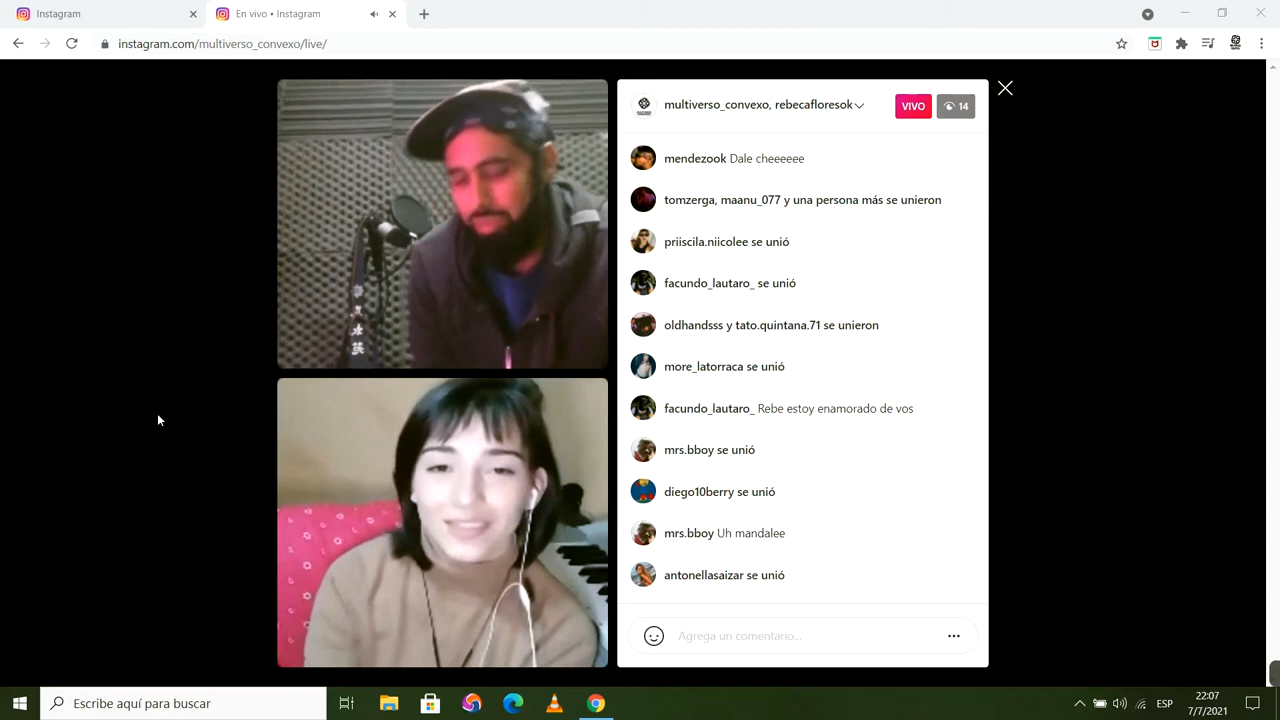 Instagram
En vivo • Instagram
instagram.com/multiverso_convexo/live/
multiverso_convexo, rebecafloresok
VIVO
14
mendezook Dale cheeeeee
tomzerga, maanu_077 y una persona más se unieron
priiscila.niicolee se unió
facundo_lautaro_ se unió
oldhandsss y tato.quintana.71 se unieron
more_latorraca se unió
facundo_lautaro_ Rebe estoy enamorado de vos
mrs.bboy se unió
diego10berry se unió
mrs.bboy Uh mandalee
antonellasaizar se unió
Agrega un comentario...
Escribe aquí para buscar
ESP
22:07
7/7/2021